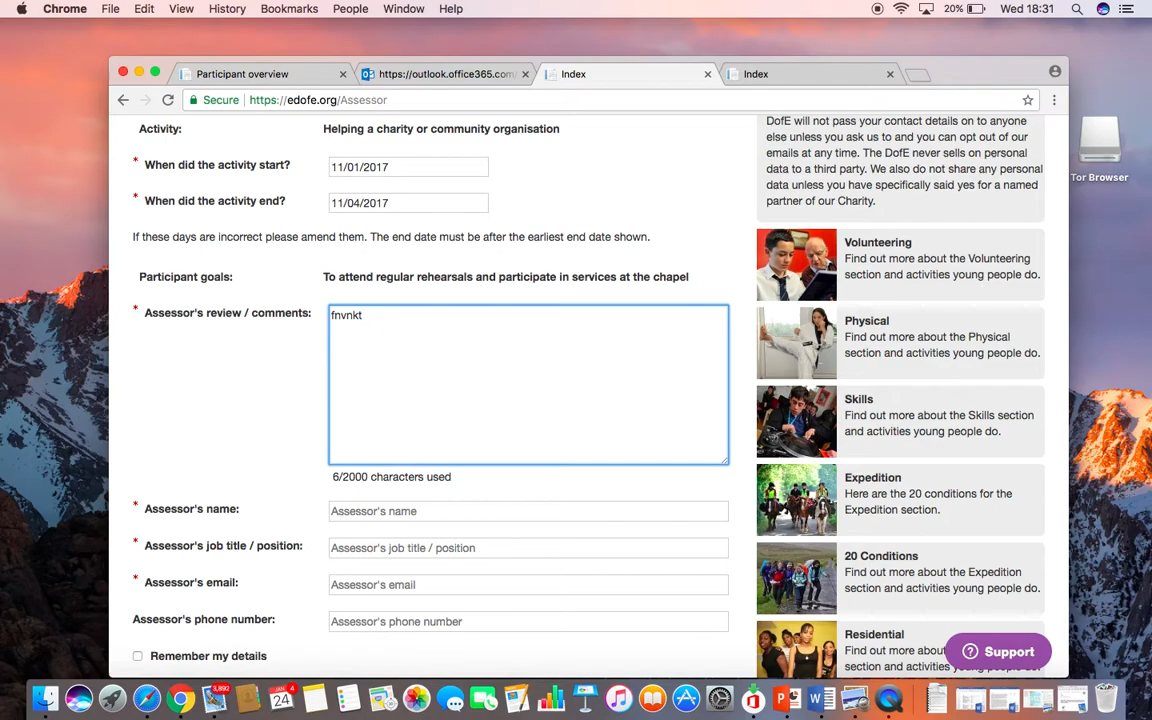 Chrome File Edit View History Bookmarks People Window Help 20% Wed 18:31
Participant overview https://outlook.office365.com/ Index Index
Secure https://edofe.org/Assessor
Activity: Helping a charity or community organisation
When did the activity start? 11/01/2017
When did the activity end? 11/04/2017
If these days are incorrect please amend them. The end date must be after the earliest end date shown.
Participant goals: To attend regular rehearsals and participate in services at the chapel
* Assessor's review / comments: fnvnkt
6/2000 characters used
* Assessor's name: Assessor's name
* Assessor's job title / position: Assessor's job title / position
* Assessor's email: Assessor's email
Assessor's phone number: Assessor's phone number
Remember my details
DofE will not pass your contact details on to anyone
else unless you ask us to and you can opt out of our
emails at any time. The DofE never sells on personal
data to a third party. We also do not share any personal
data unless you have specifically said yes for a named
partner of our Charity.
Volunteering
Find out more about the Volunteering
section and activities young people do.
Physical
Find out more about the Physical
section and activities young people do.
Skills
Find out more about the Skills section
and activities young people do.
Expedition
Here are the 20 conditions for the
Expedition section.
20 Conditions
Find out more about the Expedition
section and activities young people do.
Residential
Find out more about
section and activities
Support
Tor Browser
3,892
JAN
24
4